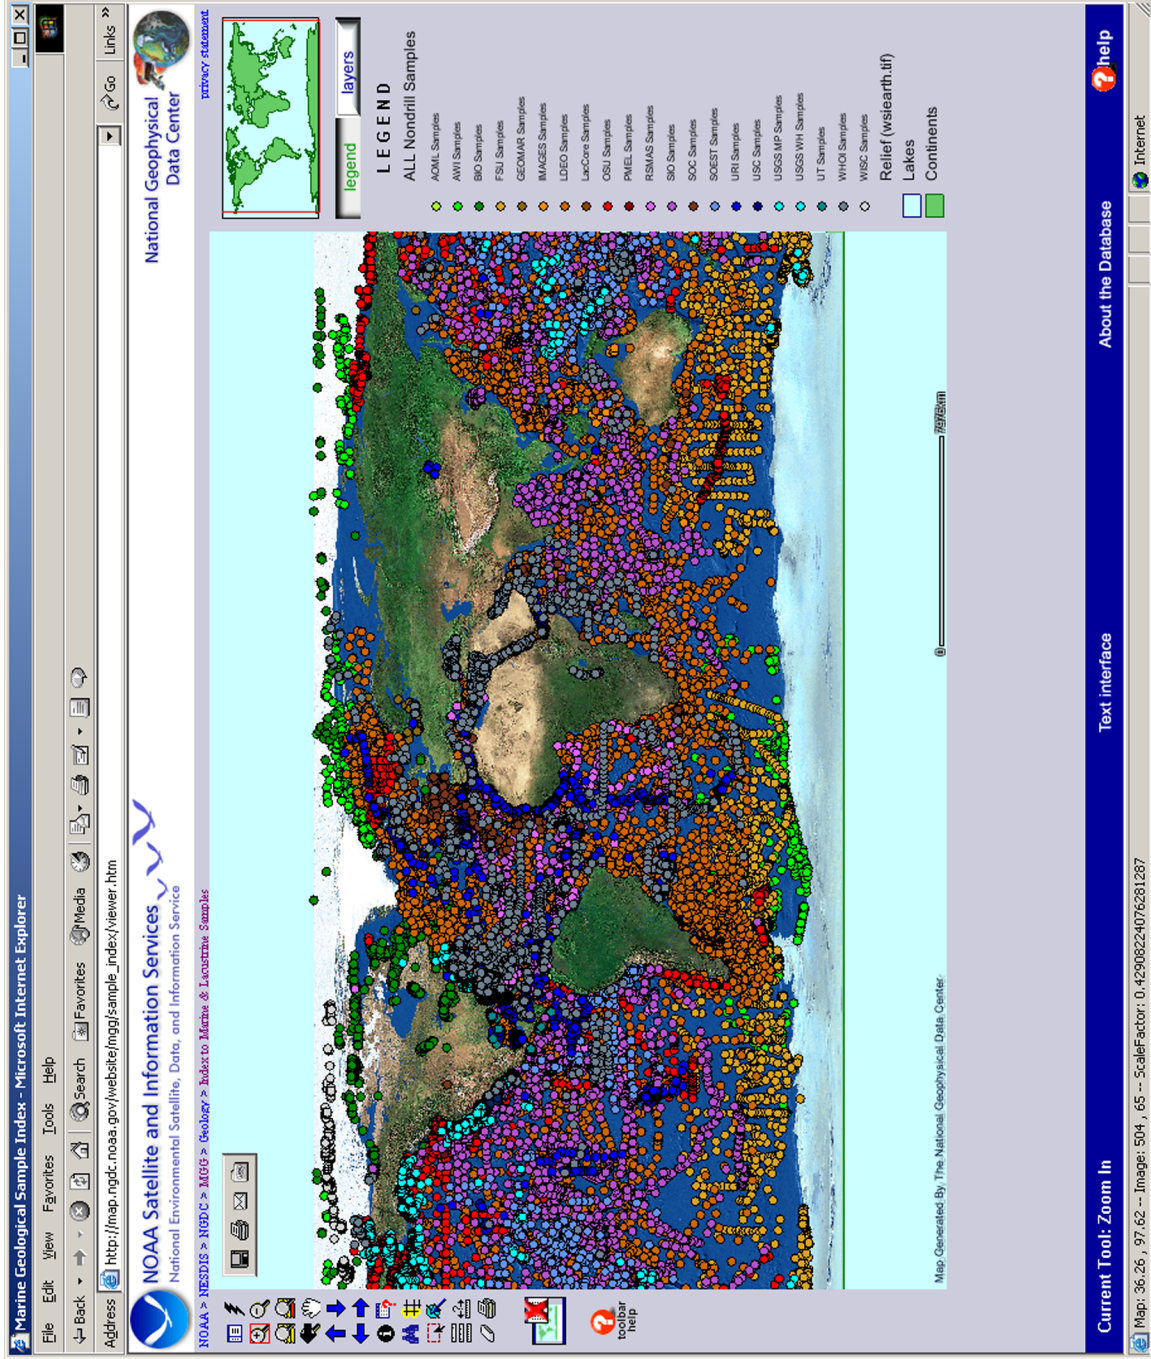 Marine Geological Sample Index - Microsoft Internet Explorer
File Edit View Favorites Tools Help
Back Search Favorites Media
Address http://map.ngdc.noaa.gov/website/mgg/sample_index/viewer.htm Go Links »
NOAA Satellite and Information Services
National Environmental Satellite, Data, and Information Service
National Geophysical
Data Center
NOAA > NESDIS > NGDC > MGG > Geology > Index to Marine & Lacustrine Samples
privacy statement
toolbar
help
legend layers
LEGEND
ALL Nondrill Samples
AOML Samples
AWI Samples
BIO Samples
FSU Samples
GEOMAR Samples
IMAGES Samples
LDEO Samples
LacCore Samples
OSU Samples
PMEL Samples
RSMAS Samples
SIO Samples
SOC Samples
SOEST Samples
URI Samples
USC Samples
USGS MP Samples
USGS WH Samples
UT Samples
WHOI Samples
WISC Samples
Relief (wsiearth.tif)
Lakes
Continents
Map Generated By The National Geophysical Data Center
0 7976km
Current Tool: Zoom In Text interface About the Database ?help
Map: 36.26 , 97.62 -- Image: 504 , 65 -- ScaleFactor: 0.42908224076281287
Internet